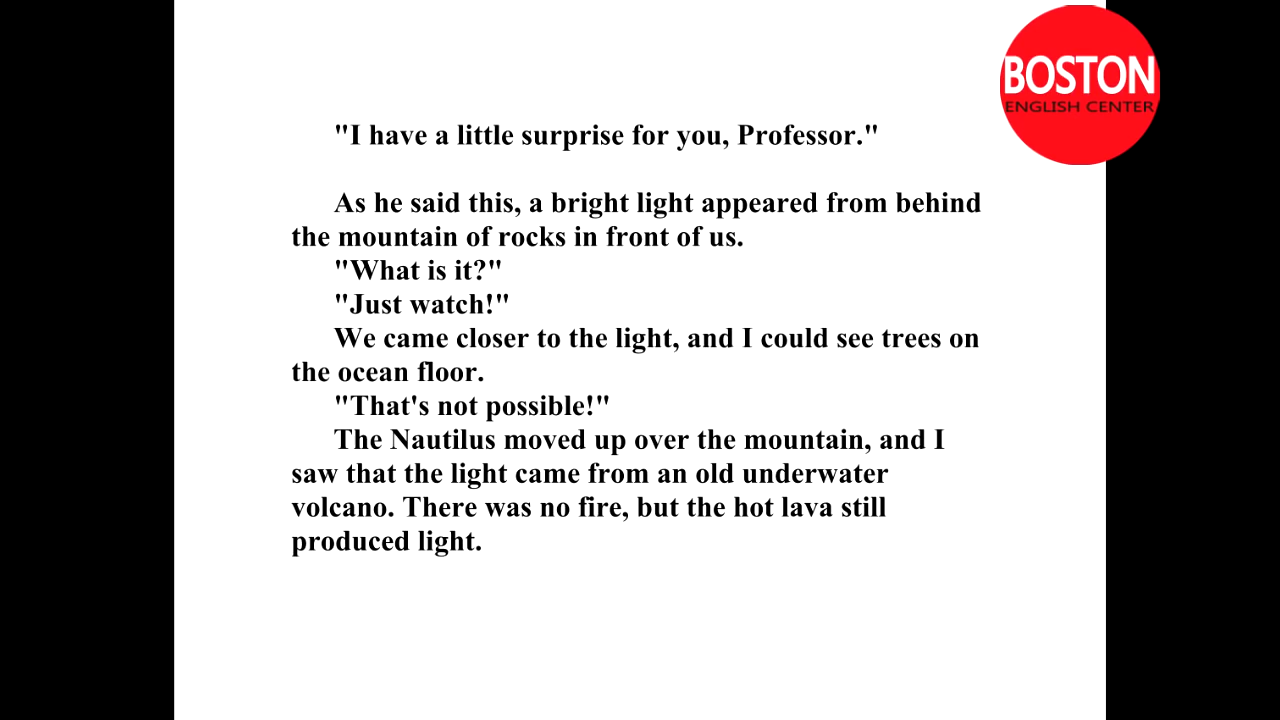 BOSTON
ENGLISH CENTER
"I have a little surprise for you, Professor."
As he said this, a bright light appeared from behind
the mountain of rocks in front of us.
"What is it?"
"Just watch!"
We came closer to the light, and I could see trees on
the ocean floor.
"That's not possible!"
The Nautilus moved up over the mountain, and I
saw that the light came from an old underwater
volcano. There was no fire, but the hot lava still
produced light.